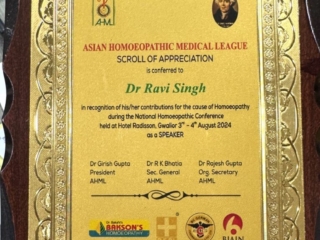 AHML
ASIAN HOMOEOPATHIC MEDICAL LEAGUE
SCROLL OF APPRECIATION
is conferred to
Dr Ravi Singh
in recognition of his/her contributions for the cause of Homoeopathy
during the National Homoeopathic Conference
held at Hotel Radisson, Gwalior 3rd - 4th August 2024
as a SPEAKER
Dr Girish Gupta Dr R K Bhatia Dr Rajesh Gupta
President Sec. General Org. Secretary
AHML AHML AHML
BAKSON'S
HOMOEOPATHY
BJAIN